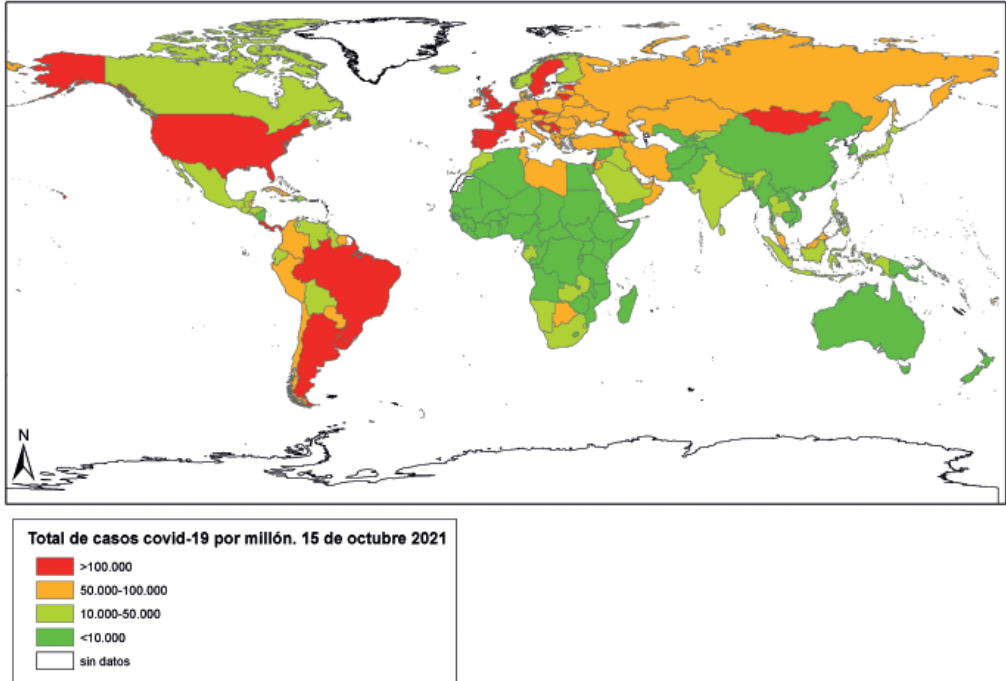 N
Total de casos covid-19 por millón. 15 de octubre 2021
>100.000
50.000-100.000
10.000-50.000
<10.000
sin datos